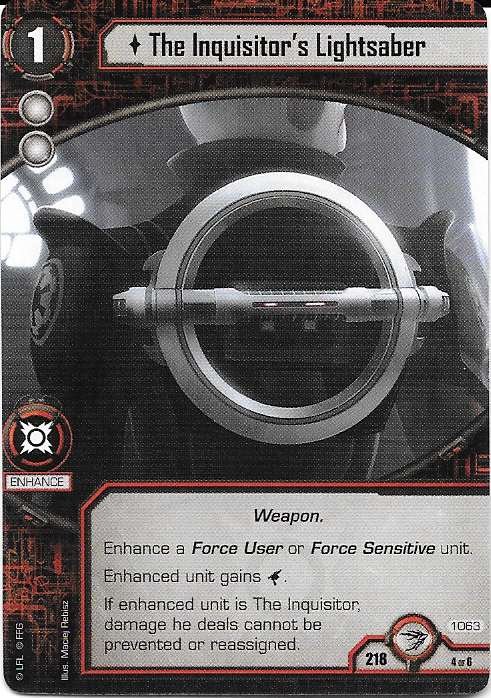 1
The Inquisitor's Lightsaber
ENHANCE
Weapon.
Enhance a Force User or Force Sensitive unit.
Enhanced unit gains .
If enhanced unit is The Inquisitor,
damage he deals cannot be
prevented or reassigned.
© LFL © FFG
Illus. Maciej Rebisz
1063
218
4 of 6